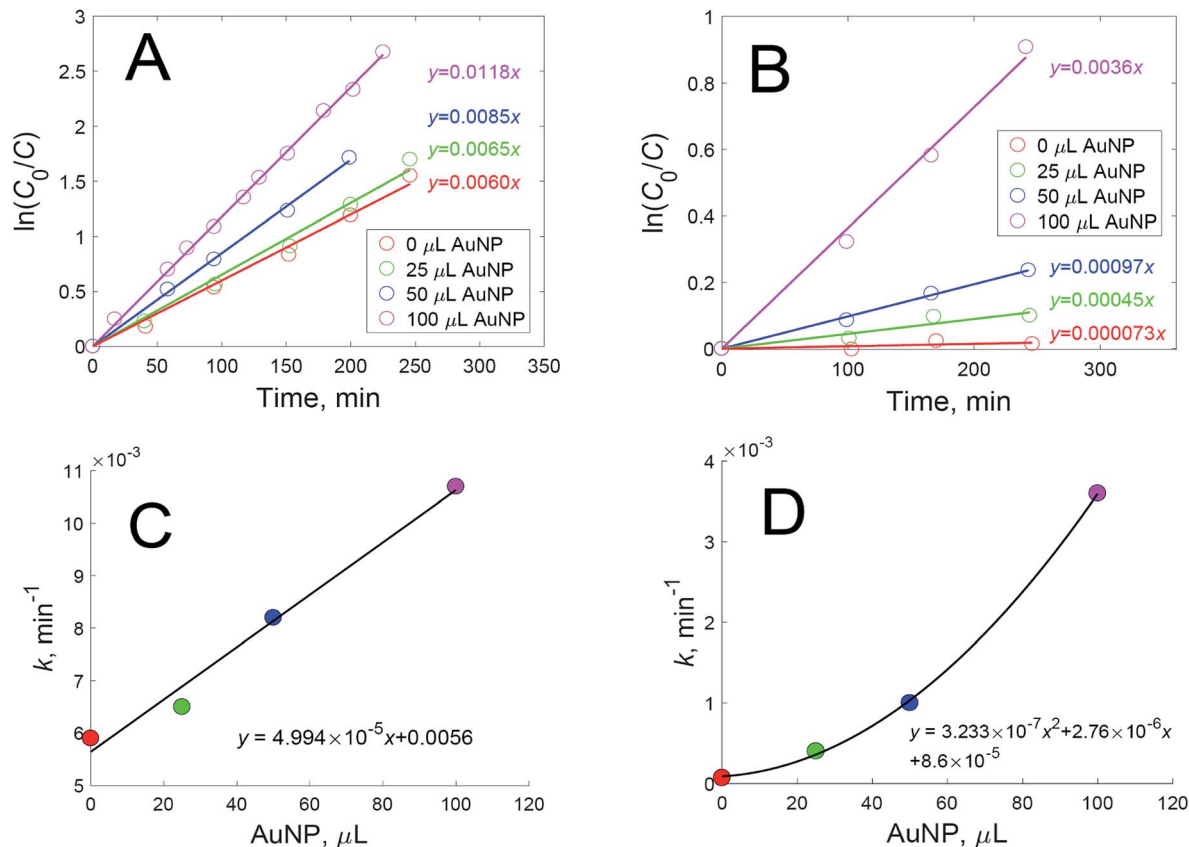 A
ln(C₀/C)
3
2.5
2
1.5
1
0.5
0
0 50 100 150 200 250 300 350
Time, min
y=0.0118x
y=0.0085x
y=0.0065x
y=0.0060x
0 μL AuNP
25 μL AuNP
50 μL AuNP
100 μL AuNP
B
ln(C₀/C)
1
0.8
0.6
0.4
0.2
0.0
0 100 200 300
Time, min
y=0.0036x
0 μL AuNP
25 μL AuNP
50 μL AuNP
100 μL AuNP
y=0.00097x
y=0.00045x
y=0.000073x
C
×10⁻³
k, min⁻¹
11
10
9
8
7
6
5
0 20 40 60 80 100 120
AuNP, μL
y = 4.994×10⁻⁵x+0.0056
D
×10⁻³
k, min⁻¹
4
3
2
1
0
0 20 40 60 80 100 120
AuNP, μL
y = 3.233×10⁻⁷x²+2.76×10⁻⁶x
+8.6×10⁻⁵